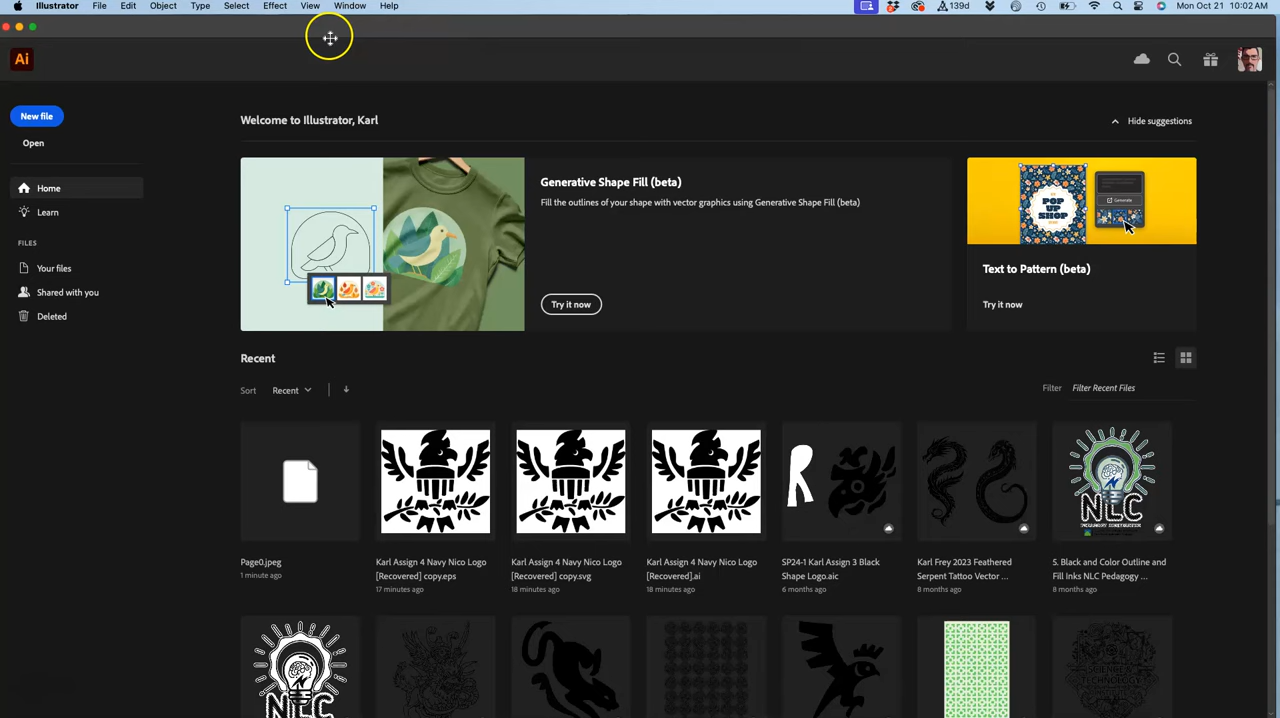 Illustrator File Edit Object Type Select Effect View Window Help
139d
Mon Oct 21 10:02 AM
Ai
New file
Open
Home
Learn
FILES
Your files
Shared with you
Deleted
Welcome to Illustrator, Karl
Hide suggestions
Generative Shape Fill (beta)
Fill the outlines of your shape with vector graphics using Generative Shape Fill (beta)
Try it now
POP
UP
SHOP
Generate
Text to Pattern (beta)
Try it now
Recent
Sort Recent
Filter Filter Recent Files
R
NLC
Page0.jpeg
1 minute ago
Karl Assign 4 Navy Nico Logo
[Recovered] copy.eps
17 minutes ago
Karl Assign 4 Navy Nico Logo
[Recovered] copy.svg
18 minutes ago
Karl Assign 4 Navy Nico Logo
[Recovered].ai
18 minutes ago
SP24-1 Karl Assign 3 Black
Shape Logo.aic
6 months ago
Karl Frey 2023 Feathered
Serpent Tattoo Vector ...
8 months ago
5. Black and Color Outline and
Fill Inks NLC Pedagogy ...
8 months ago
NLC